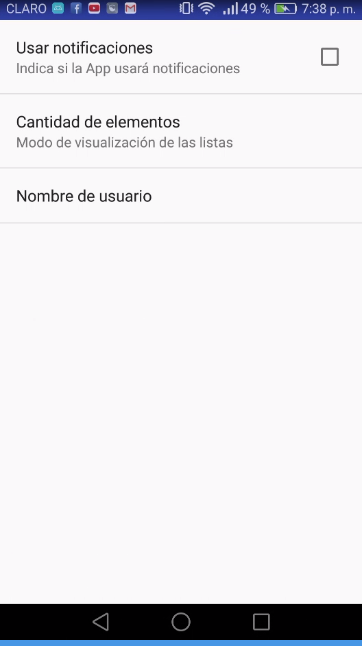 CLARO 49 % 7:38 p. m.
Usar notificaciones
Indica si la App usará notificaciones
Cantidad de elementos
Modo de visualización de las listas
Nombre de usuario